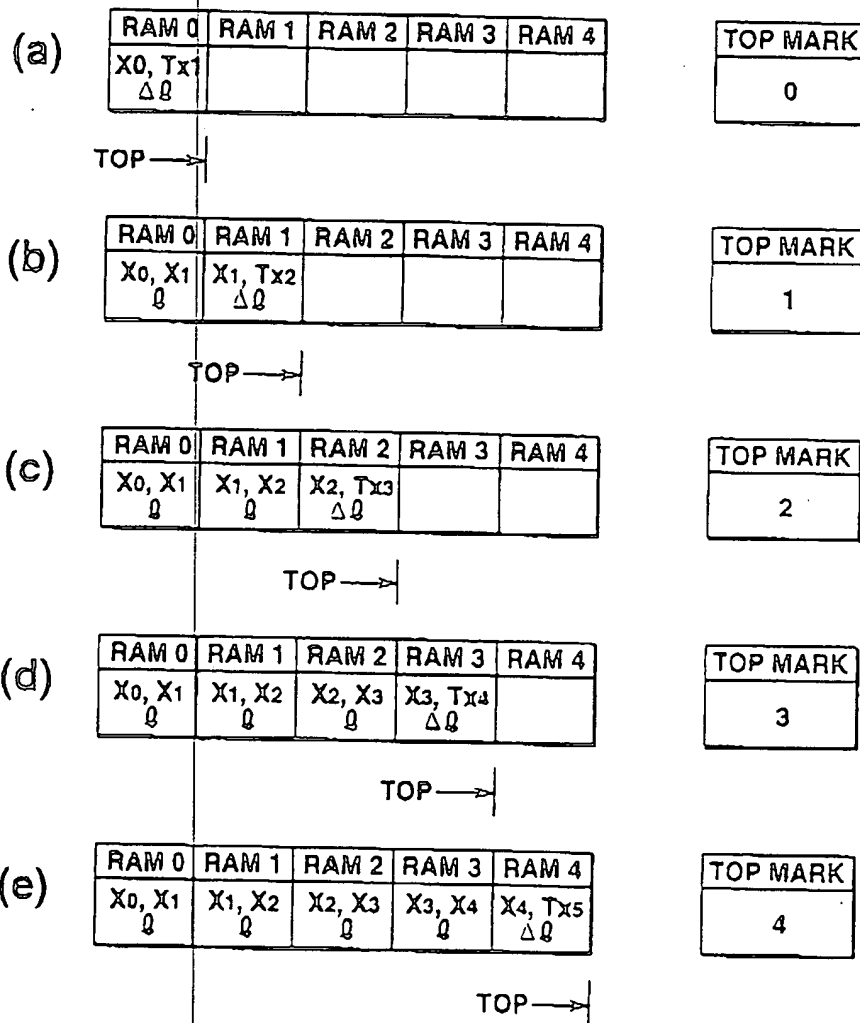 (a)
RAM 0 RAM 1 RAM 2 RAM 3 RAM 4 TOP MARK
X0, Tx1 0
Δℓ
TOP
(b)
RAM 0 RAM 1 RAM 2 RAM 3 RAM 4 TOP MARK
X0, X1 X1, Tx2 1
ℓ Δℓ
TOP
(c)
RAM 0 RAM 1 RAM 2 RAM 3 RAM 4 TOP MARK
X0, X1 X1, X2 X2, Tx3 2
ℓ ℓ Δℓ
TOP
(d)
RAM 0 RAM 1 RAM 2 RAM 3 RAM 4 TOP MARK
X0, X1 X1, X2 X2, X3 X3, Tx4 3
ℓ ℓ ℓ Δℓ
TOP
(e)
RAM 0 RAM 1 RAM 2 RAM 3 RAM 4 TOP MARK
X0, X1 X1, X2 X2, X3 X3, X4 X4, Tx5 4
ℓ ℓ ℓ ℓ Δℓ
TOP